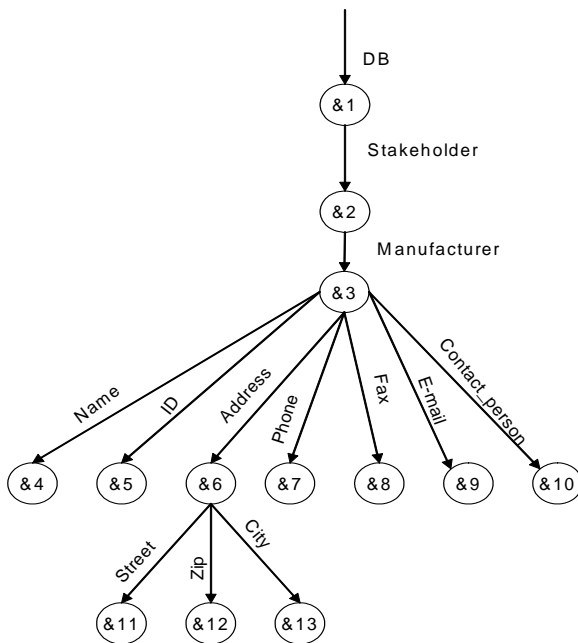 DB
&1
Stakeholder
&2
Manufacturer
&3
Name
ID
Address
Phone
Fax
E-mail
Contact_person
&4
&5
&6
&7
&8
&9
&10
Street
Zip
City
&11
&12
&13